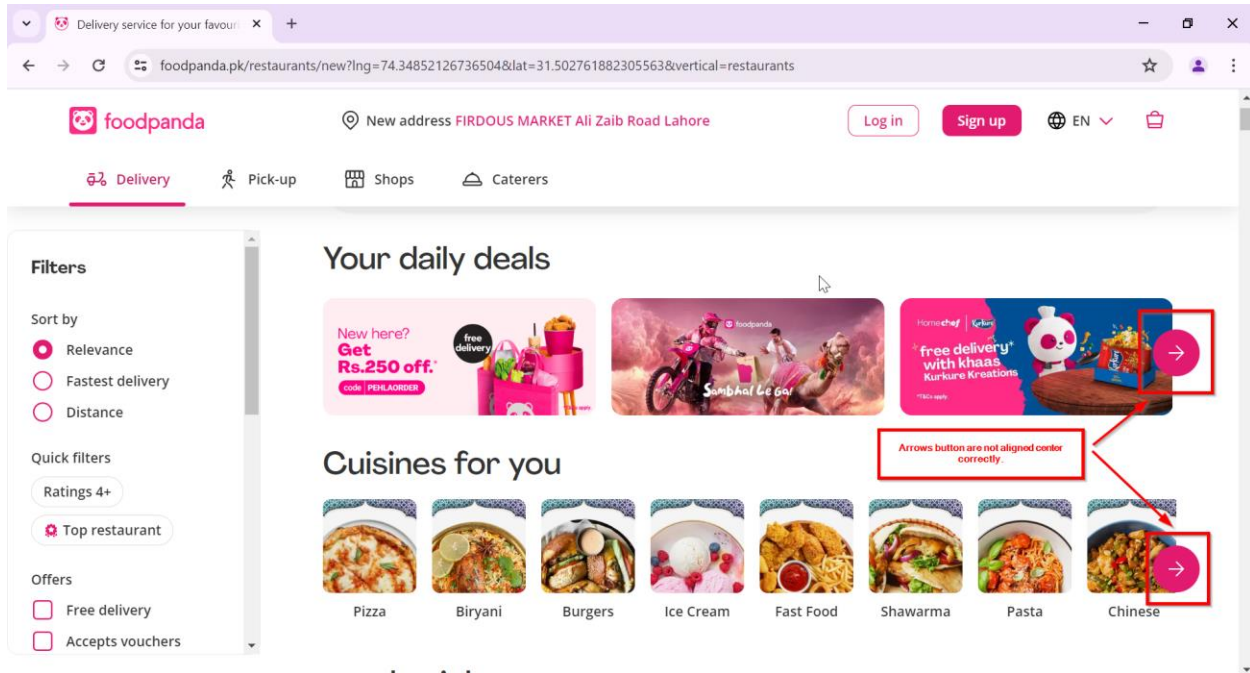 Delivery service for your favour
foodpanda.pk/restaurants/new?lng=74.34852126736504&lat=31.502761882305563&vertical=restaurants
foodpanda
New address FIRDOUS MARKET Ali Zaib Road Lahore
Log in
Sign up
EN
Delivery
Pick-up
Shops
Caterers
Filters
Sort by
Relevance
Fastest delivery
Distance
Quick filters
Ratings 4+
Top restaurant
Offers
Free delivery
Accepts vouchers
Your daily deals
New here?
Get
Rs.250 off.*
code PEHLAORDER
free
delivery
*T&Cs apply
foodpanda
Sambhal Le Ga!
Homechef Kurkure
free delivery*
with khaas
Kurkure Kreations
*T&Cs apply
Kurkure
Arrows button are not aligned center
correctly.
Cuisines for you
Pizza
Biryani
Burgers
Ice Cream
Fast Food
Shawarma
Pasta
Chinese